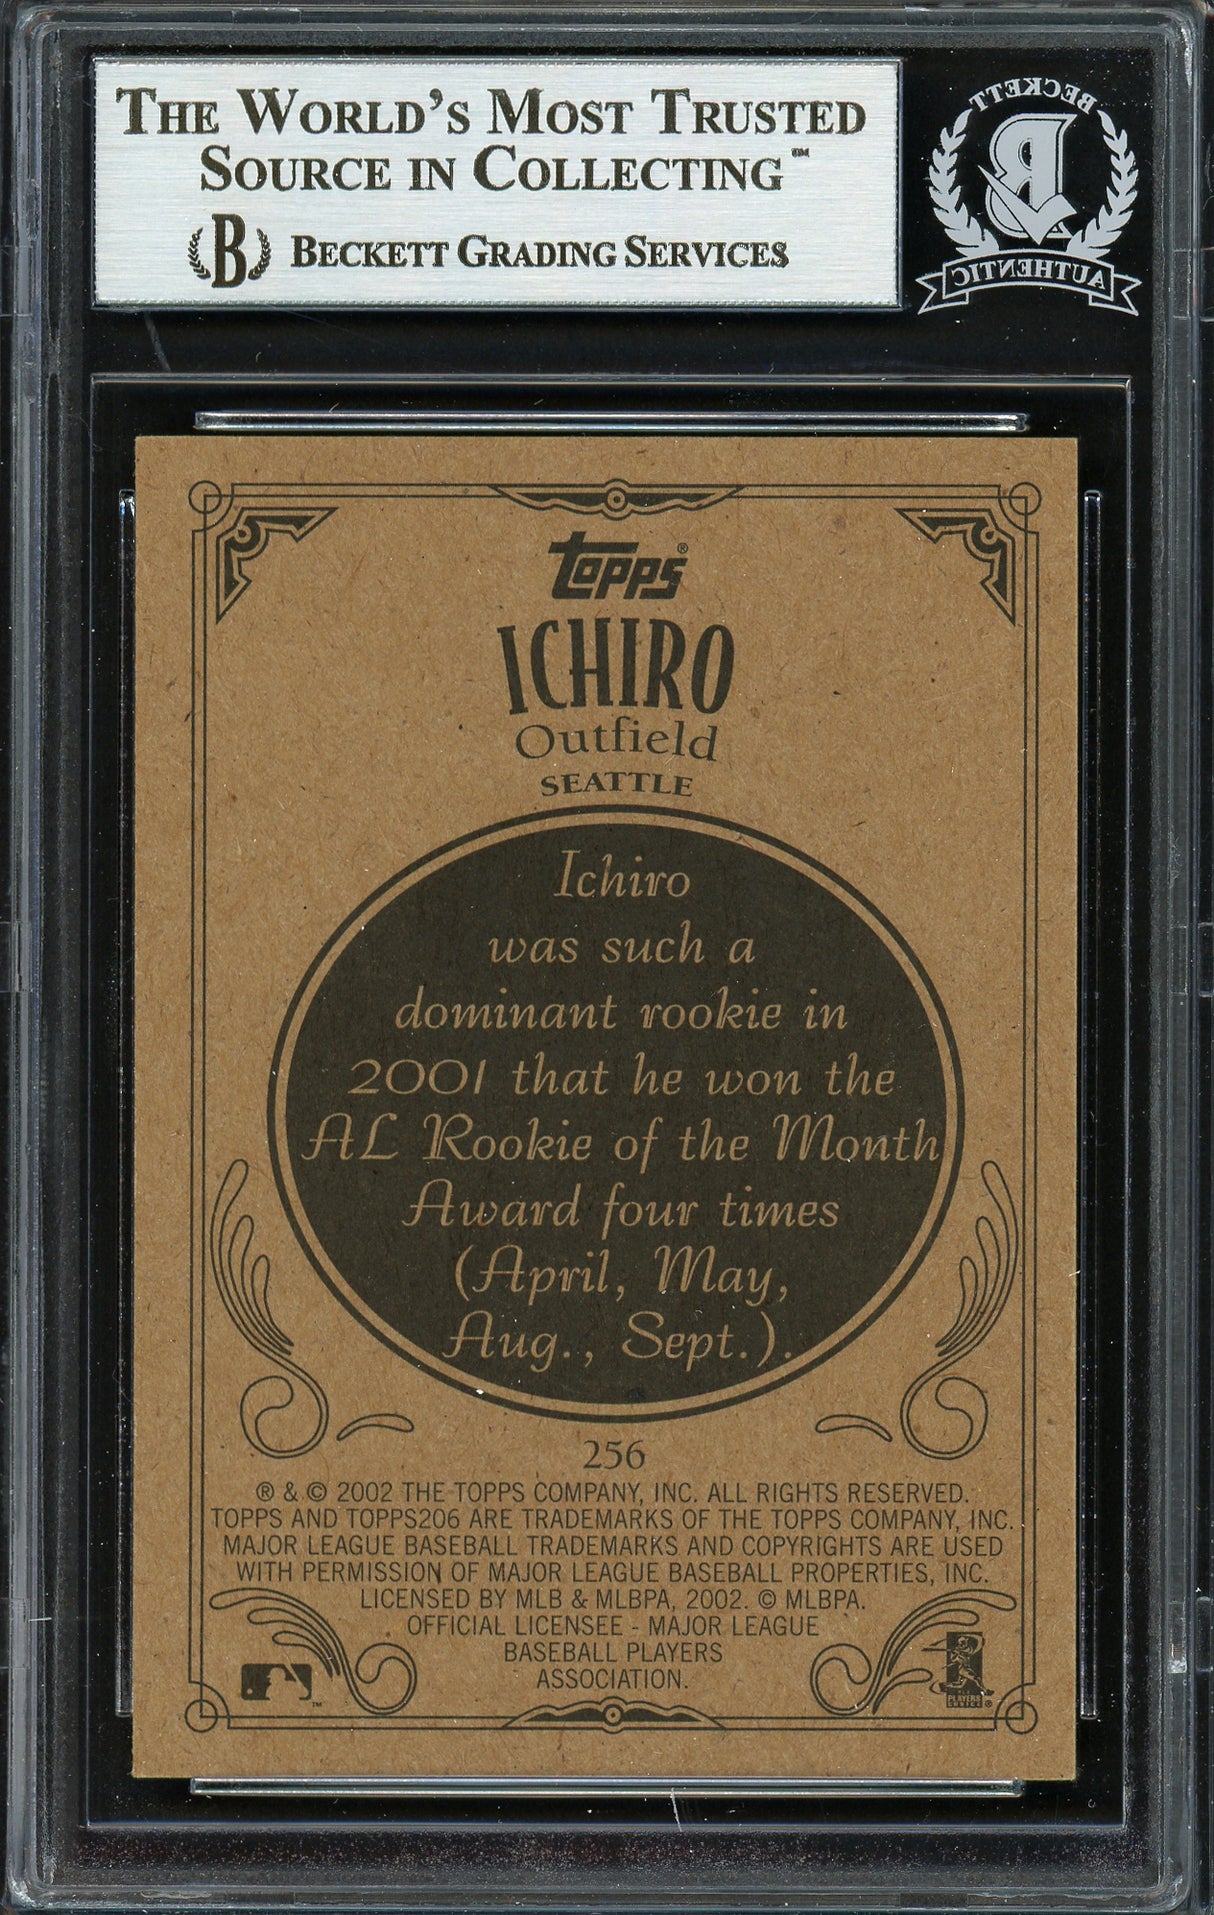 THE WORLD'S MOST TRUSTED
SOURCE IN COLLECTING™
B BECKETT GRADING SERVICES
BECKETT
B
AUTHENTIC
topps®
ICHIRO
Outfield
SEATTLE
Ichiro
was such a
dominant rookie in
2001 that he won the
AL Rookie of the Month
Award four times
(April, May,
Aug., Sept.).
256
® & © 2002 THE TOPPS COMPANY, INC. ALL RIGHTS RESERVED.
TOPPS AND TOPPS206 ARE TRADEMARKS OF THE TOPPS COMPANY, INC.
MAJOR LEAGUE BASEBALL TRADEMARKS AND COPYRIGHTS ARE USED
WITH PERMISSION OF MAJOR LEAGUE BASEBALL PROPERTIES, INC.
LICENSED BY MLB & MLBPA, 2002. © MLBPA.
OFFICIAL LICENSEE - MAJOR LEAGUE
BASEBALL PLAYERS
ASSOCIATION.
™
PLAYERS
CHOICE®